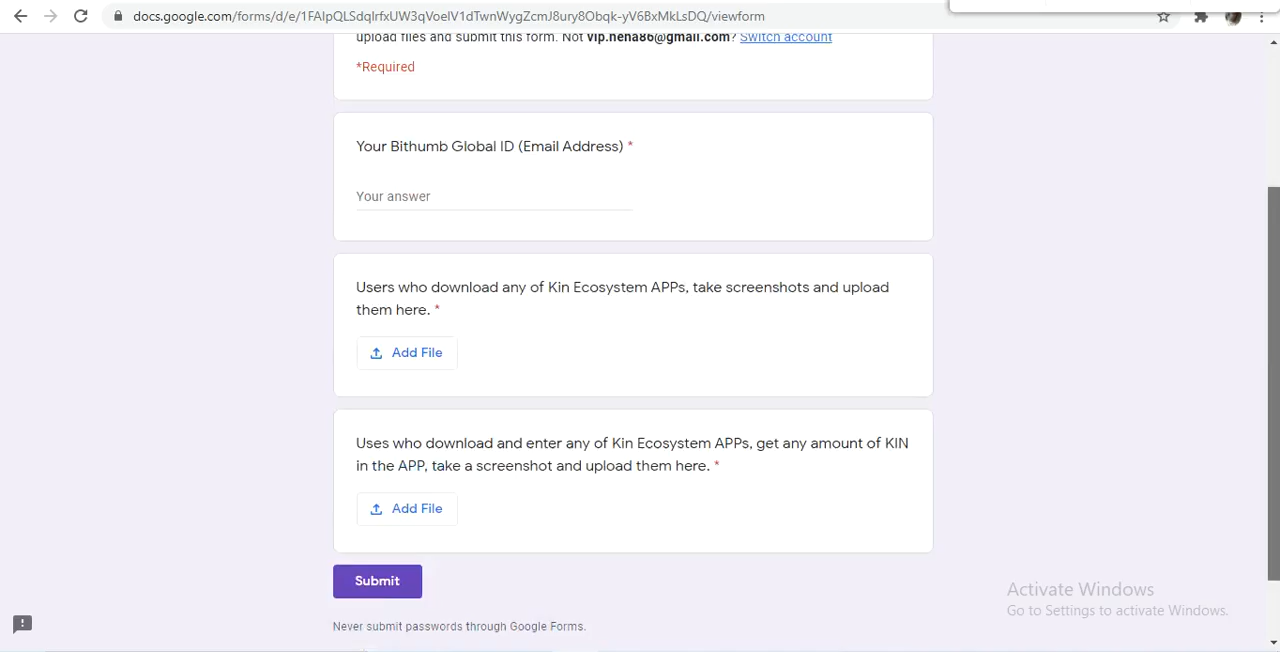 docs.google.com/forms/d/e/1FAIpQLSdqIrfxUW3qVoeIV1dTwnWygZcmJ8ury8Obqk-yV6BxMkLsDQ/viewform
upload files and submit this form. Not vip.neha86@gmail.com? Switch account
*Required
Your Bithumb Global ID (Email Address) *
Your answer
Users who download any of Kin Ecosystem APPs, take screenshots and upload
them here. *
Add File
Uses who download and enter any of Kin Ecosystem APPs, get any amount of KIN
in the APP, take a screenshot and upload them here. *
Add File
Submit
Activate Windows
Go to Settings to activate Windows.
Never submit passwords through Google Forms.